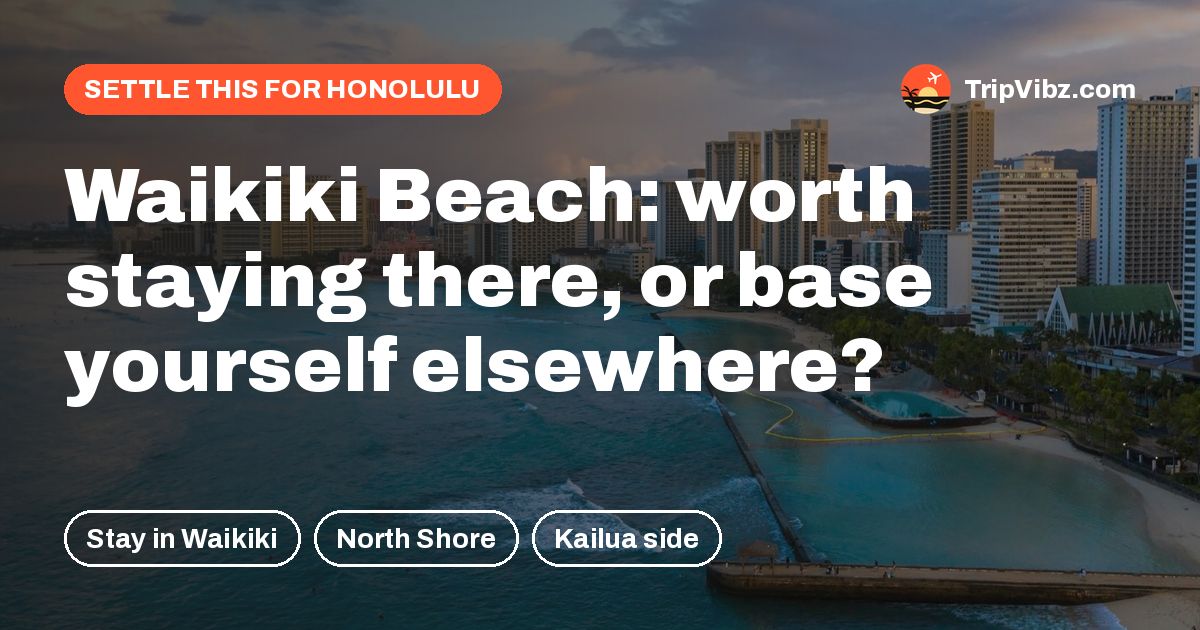 SETTLE THIS FOR HONOLULU
TripVibz.com
Waikiki Beach: worth
staying there, or base
yourself elsewhere?
Stay in Waikiki
North Shore
Kailua side